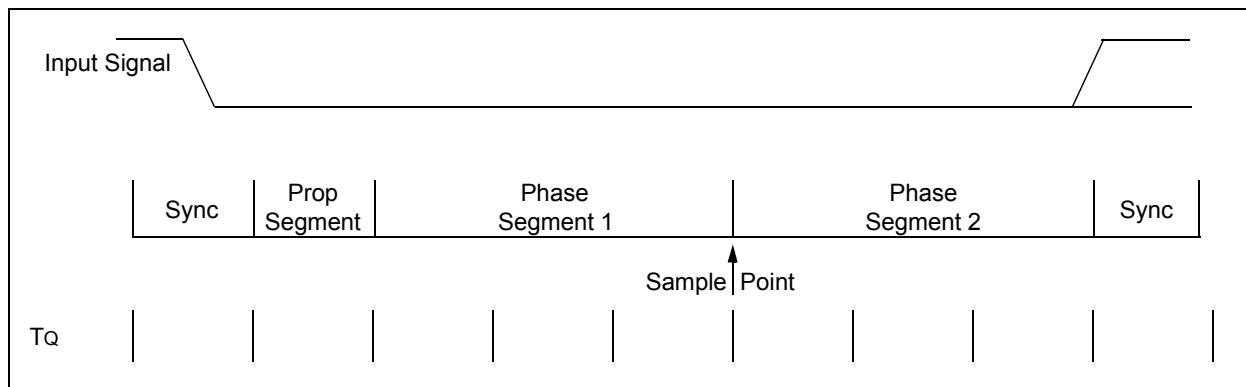 Input Signal
Sync
Prop
Segment
Phase
Segment 1
Phase
Segment 2
Sync
Sample Point
TQ